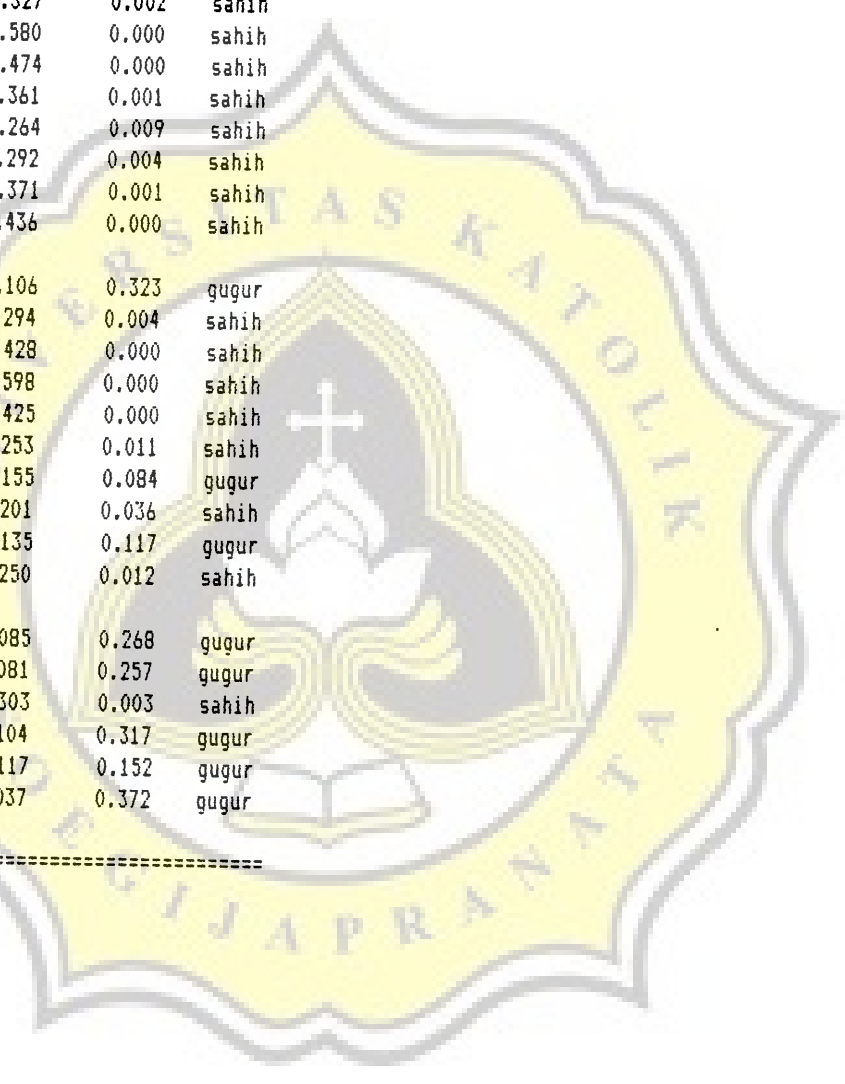 .327 0.002 sahih
.580 0.000 sahih
.474 0.000 sahih
.361 0.001 sahih
.264 0.009 sahih
.292 0.004 sahih
.371 0.001 sahih
.436 0.000 sahih
.106 0.323 gugur
294 0.004 sahih
428 0.000 sahih
598 0.000 sahih
425 0.000 sahih
253 0.011 sahih
155 0.084 gugur
201 0.036 sahih
135 0.117 gugur
250 0.012 sahih
085 0.268 gugur
081 0.257 gugur
303 0.003 sahih
104 0.317 gugur
117 0.152 gugur
037 0.372 gugur
ERSITAS KATOLIK
GIJAPRANATA